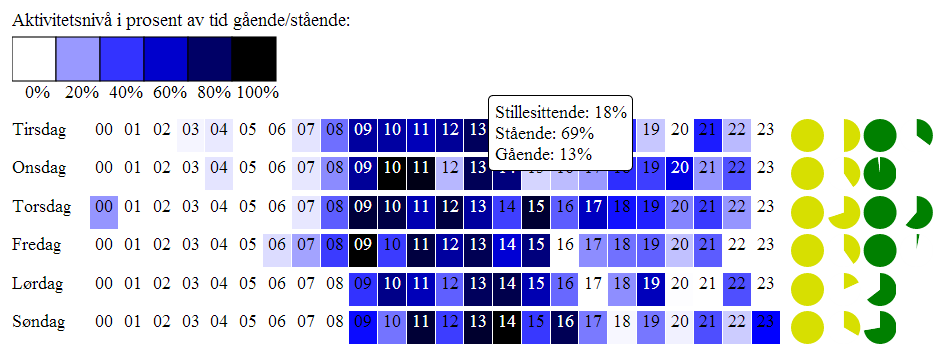 Aktivitetsnivå i prosent av tid gående/stående:
0% 20% 40% 60% 80% 100%
Stillesittende: 18%
Stående: 69%
Gående: 13%
Tirsdag 00 01 02 03 04 05 06 07 08 09 10 11 12 13 19 20 21 22 23
Onsdag 00 01 02 03 04 05 06 07 08 09 10 11 12 13 14 15 16 17 18 19 20 21 22 23
Torsdag 00 01 02 03 04 05 06 07 08 09 10 11 12 13 14 15 16 17 18 19 20 21 22 23
Fredag 00 01 02 03 04 05 06 07 08 09 10 11 12 13 14 15 16 17 18 19 20 21 22 23
Lørdag 00 01 02 03 04 05 06 07 08 09 10 11 12 13 14 15 16 17 18 19 20 21 22 23
Søndag 00 01 02 03 04 05 06 07 08 09 10 11 12 13 14 15 16 17 18 19 20 21 22 23